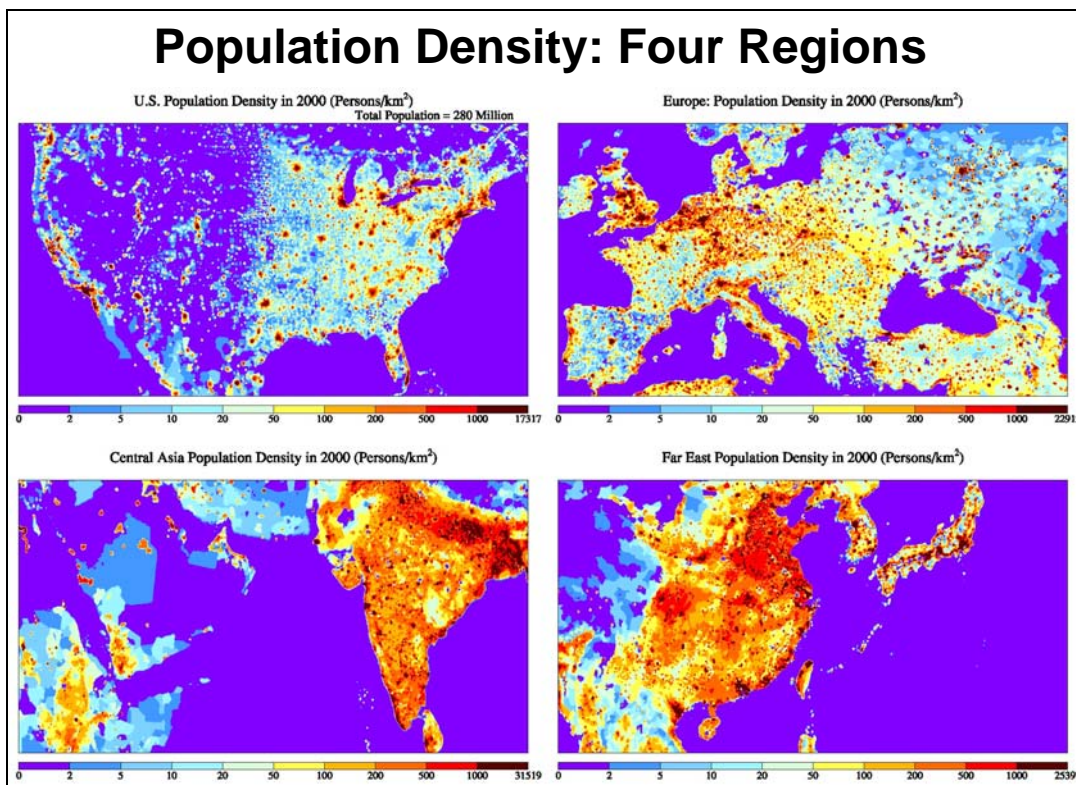 Population Density: Four Regions
U.S. Population Density in 2000 (Persons/km²)
Total Population = 280 Million
0 2 5 10 20 50 100 200 500 1000 17317
Europe: Population Density in 2000 (Persons/km²)
0 2 5 10 20 50 100 200 500 1000 2291
Central Asia Population Density in 2000 (Persons/km²)
0 2 5 10 20 50 100 200 500 1000 31519
Far East Population Density in 2000 (Persons/km²)
0 2 5 10 20 50 100 200 500 1000 2539